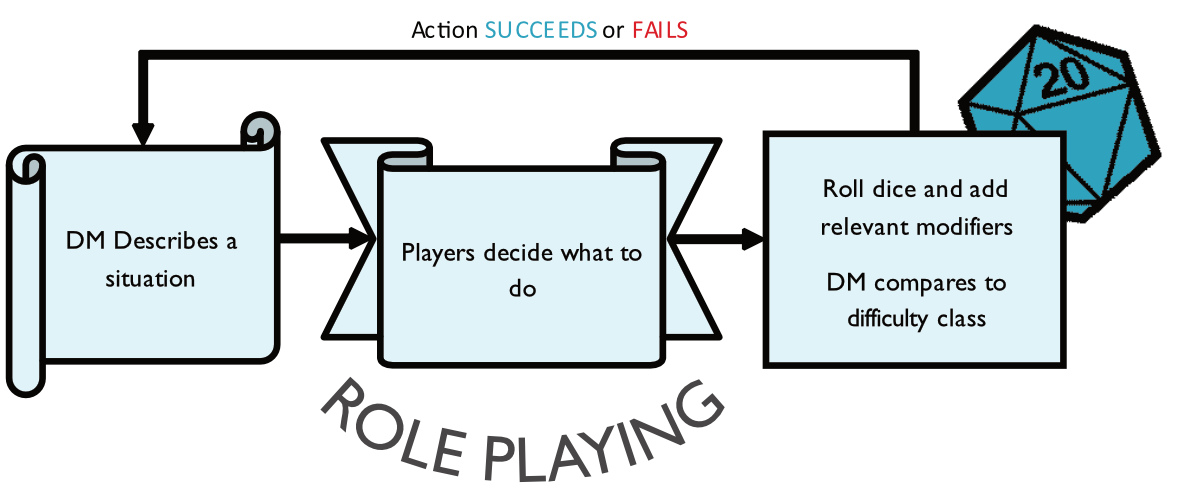 Action SUCCEEDS or FAILS
20
DM Describes a
situation
Players decide what to
do
Roll dice and add
relevant modifiers
DM compares to
difficulty class
ROLE PLAYING